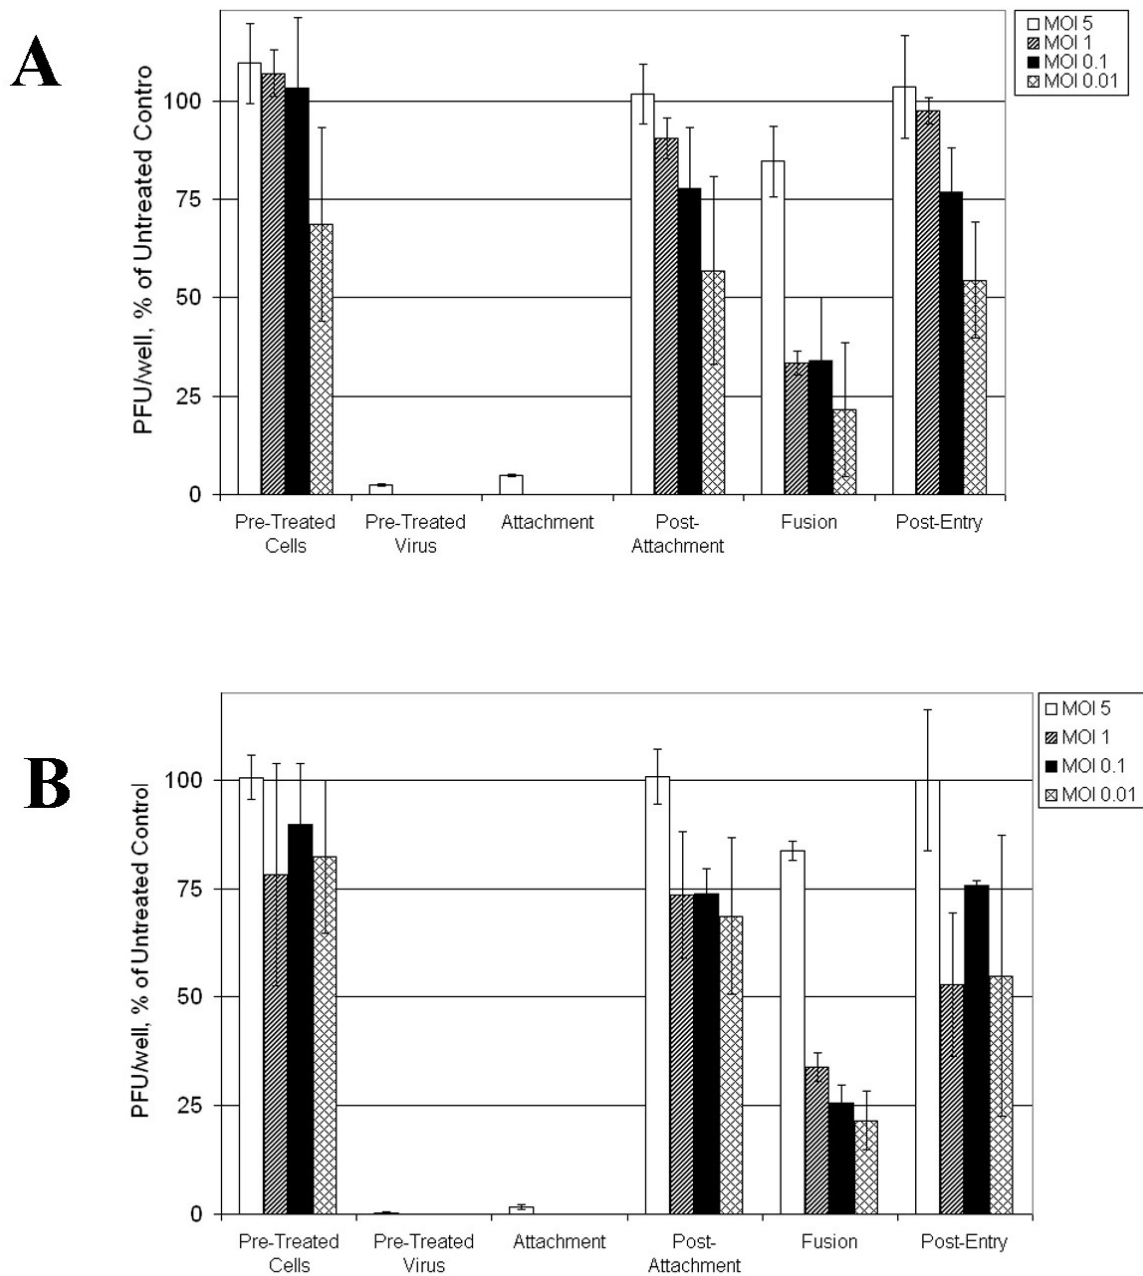 A
PFU/well, % of Untreated Contro
100
75
50
25
0
MOI 5
MOI 1
MOI 0.1
MOI 0.01
Pre-Treated
Cells
Pre-Treated
Virus
Attachment
Post-
Attachment
Fusion
Post-Entry
B
PFU/well, % of Untreated Control
100
75
50
25
0
MOI 5
MOI 1
MOI 0.1
MOI 0.01
Pre-Treated
Cells
Pre-Treated
Virus
Attachment
Post-
Attachment
Fusion
Post-Entry